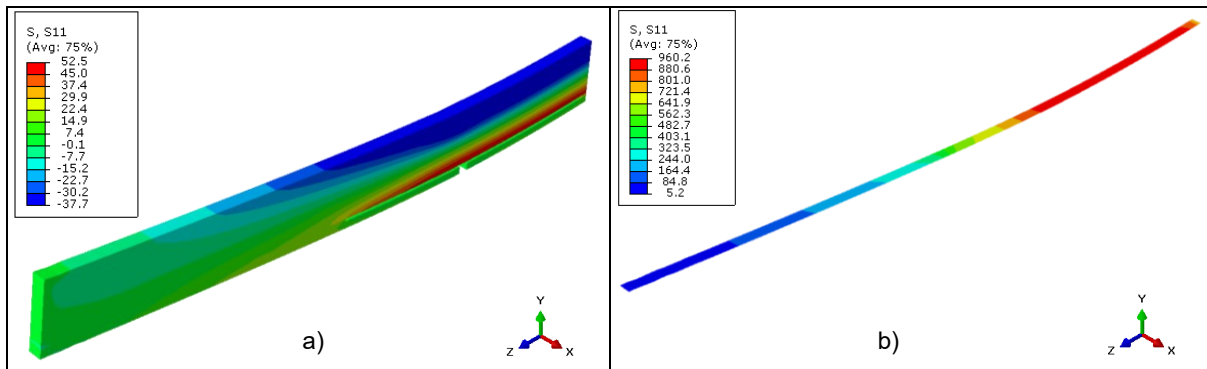 S, S11
(Avg: 75%)
52.5
45.0
37.4
29.9
22.4
14.9
7.4
-0.1
-7.7
-15.2
-22.7
-30.2
-37.7
Y
Z
X
a)
S, S11
(Avg: 75%)
960.2
880.6
801.0
721.4
641.9
562.3
482.7
403.1
323.5
244.0
164.4
84.8
5.2
Y
Z
X
b)